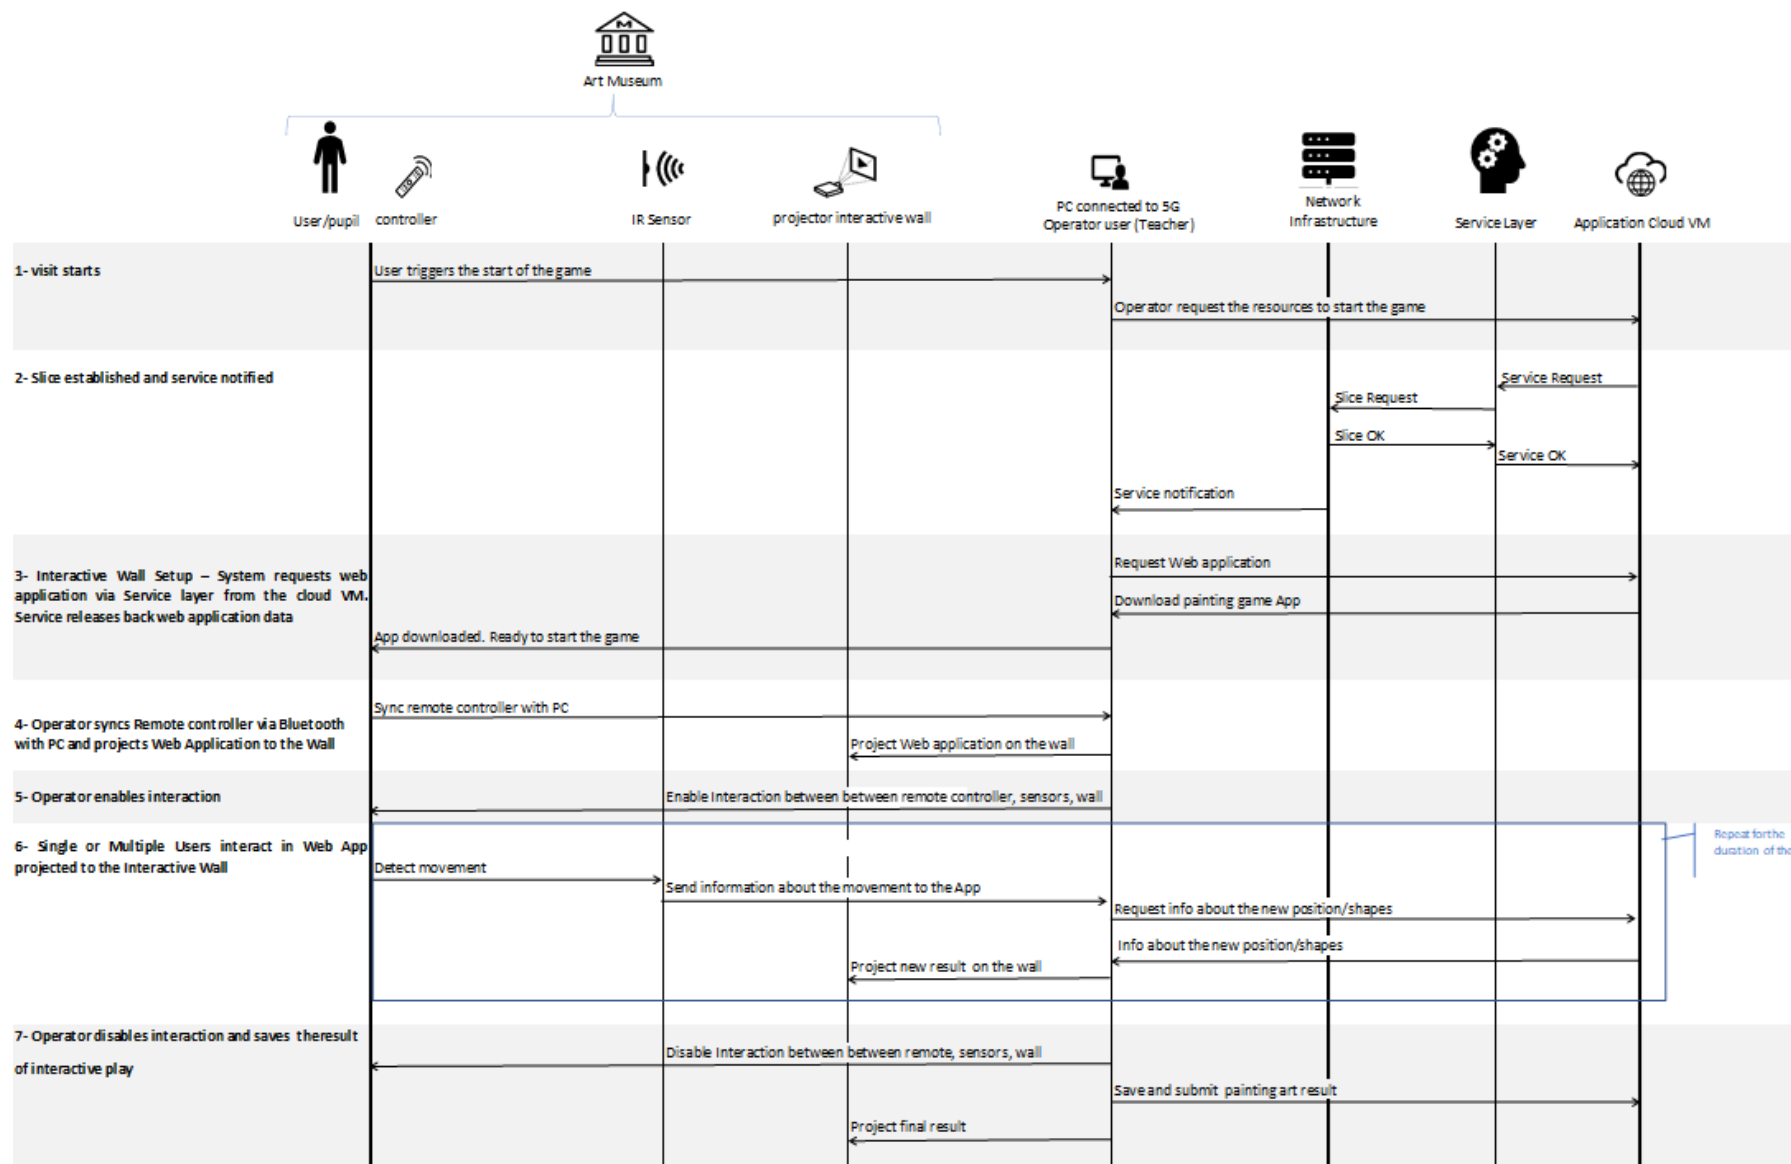 M
Art Museum
User/pupil
controller
IR Sensor
projector interactive wall
PC connected to 5G
Operator user (Teacher)
Network
Infrastructure
Service Layer
Application Cloud VM
1- visit starts
User triggers the start of the game
Operator request the resources to start the game
2- Slice established and service notified
Service Request
Slice Request
Slice OK
Service OK
Service notification
3- Interactive Wall Setup – System requests web
application via Service layer from the cloud VM.
Service releases back web application data
Request Web application
Download painting game App
App downloaded. Ready to start the game
4- Operator syncs Remote controller via Bluetooth
with PC and projects Web Application to the Wall
Sync remote controller with PC
Project Web application on the wall
5- Operator enables interaction
Enable Interaction between between remote controller, sensors, wall
6- Single or Multiple Users interact in Web App
projected to the Interactive Wall
Repeat for the
duration of the
Detect movement
Send information about the movement to the App
Request info about the new position/shapes
Info about the new position/shapes
Project new result on the wall
7- Operator disables interaction and saves the result
of interactive play
Disable Interaction between between remote, sensors, wall
Save and submit painting art result
Project final result